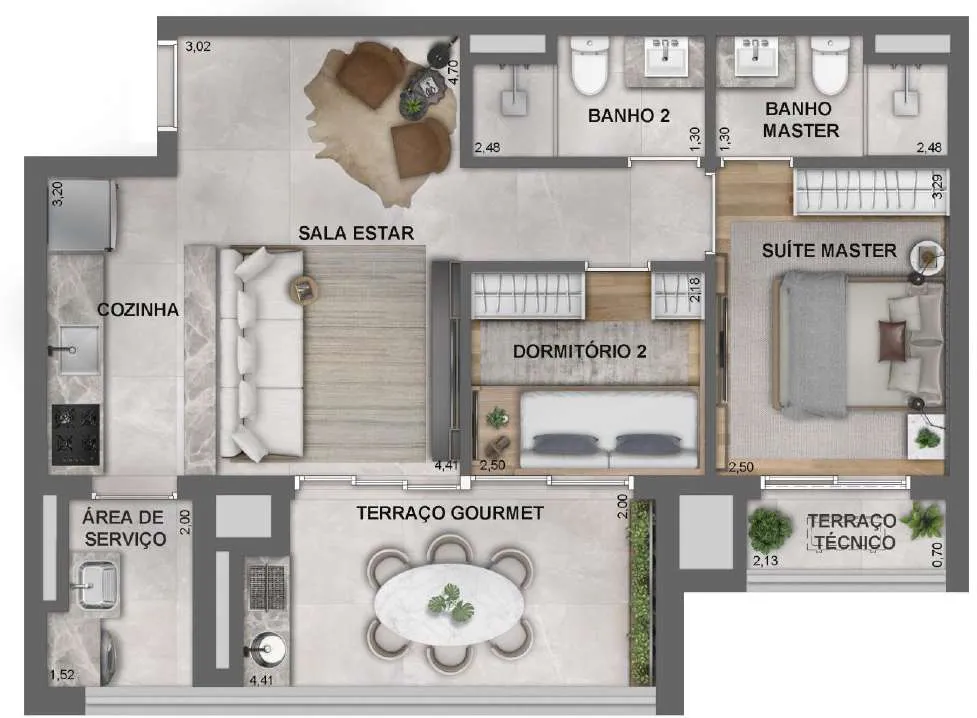 3,02
4,70
BANHO 2
2,48
1,30
BANHO
MASTER
1,30
2,48
3,20
3,29
SALA ESTAR
SUÍTE MASTER
COZINHA
2,18
DORMITÓRIO 2
4,41
2,50
2,50
ÁREA DE
SERVIÇO
2,00
TERRAÇO GOURMET
2,00
TERRAÇO
TÉCNICO
2,13
0,70
1,52
4,41